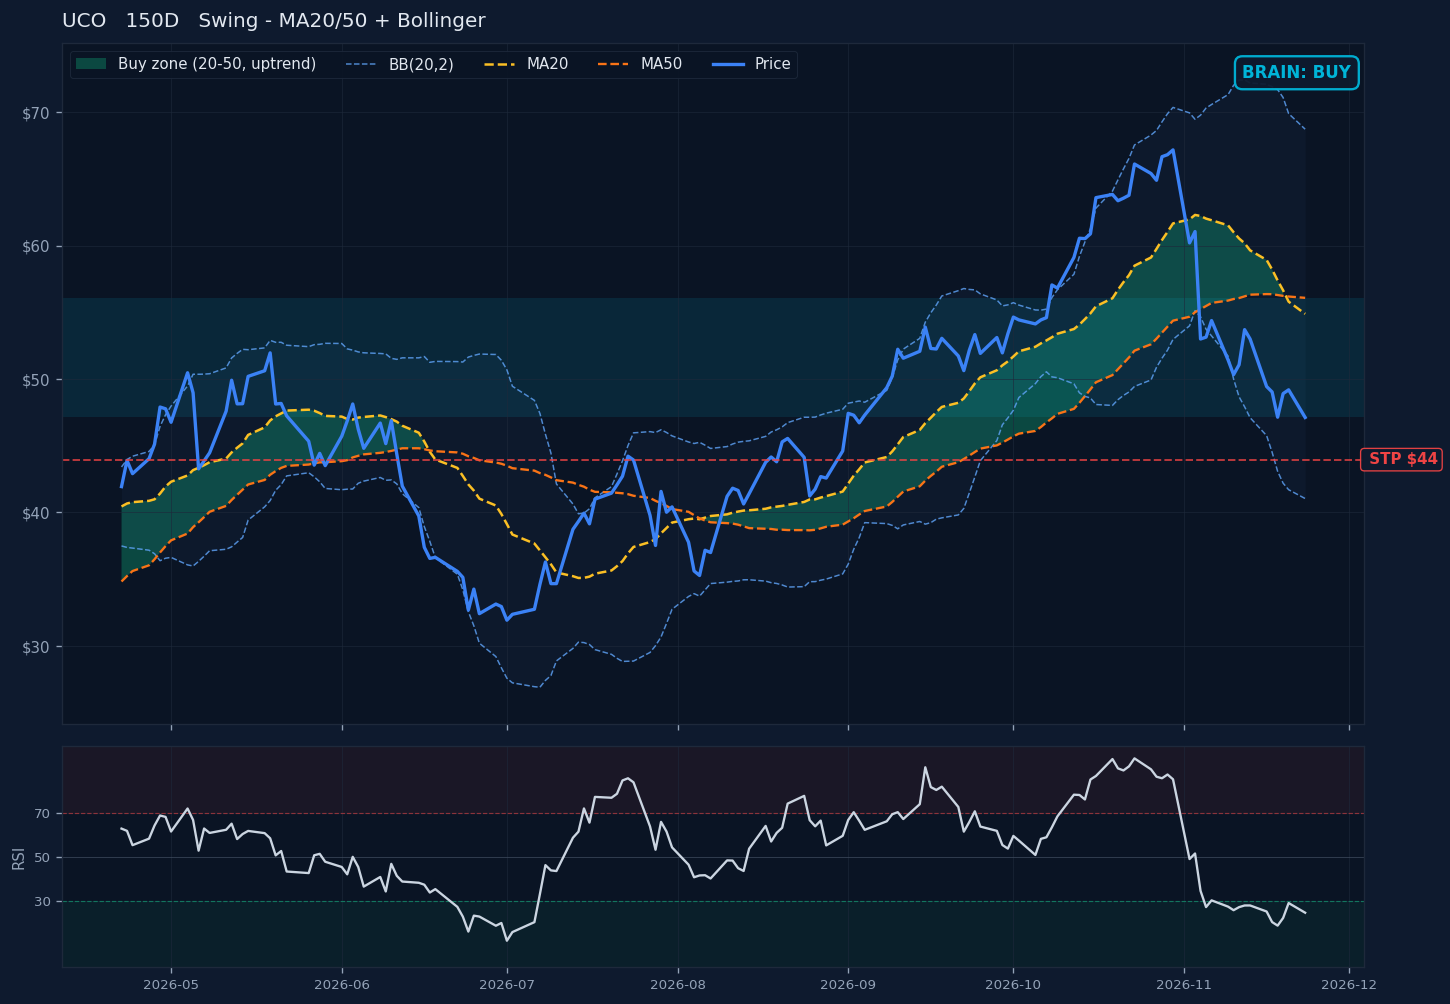 UCO   150D   Swing - MA20/50 + Bollinger
Buy zone (20-50, uptrend)   BB(20,2)   MA20   MA50   Price
BRAIN: BUY
$70
$60
$50
STP $44
$40
$30
RSI
70
50
30
2026-05   2026-06   2026-07   2026-08   2026-09   2026-10   2026-11   2026-12